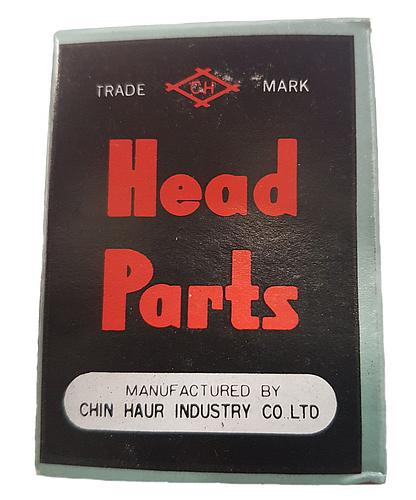 TRADE CH MARK
Head
Parts
MANUFACTURED BY
CHIN HAUR INDUSTRY CO.LTD